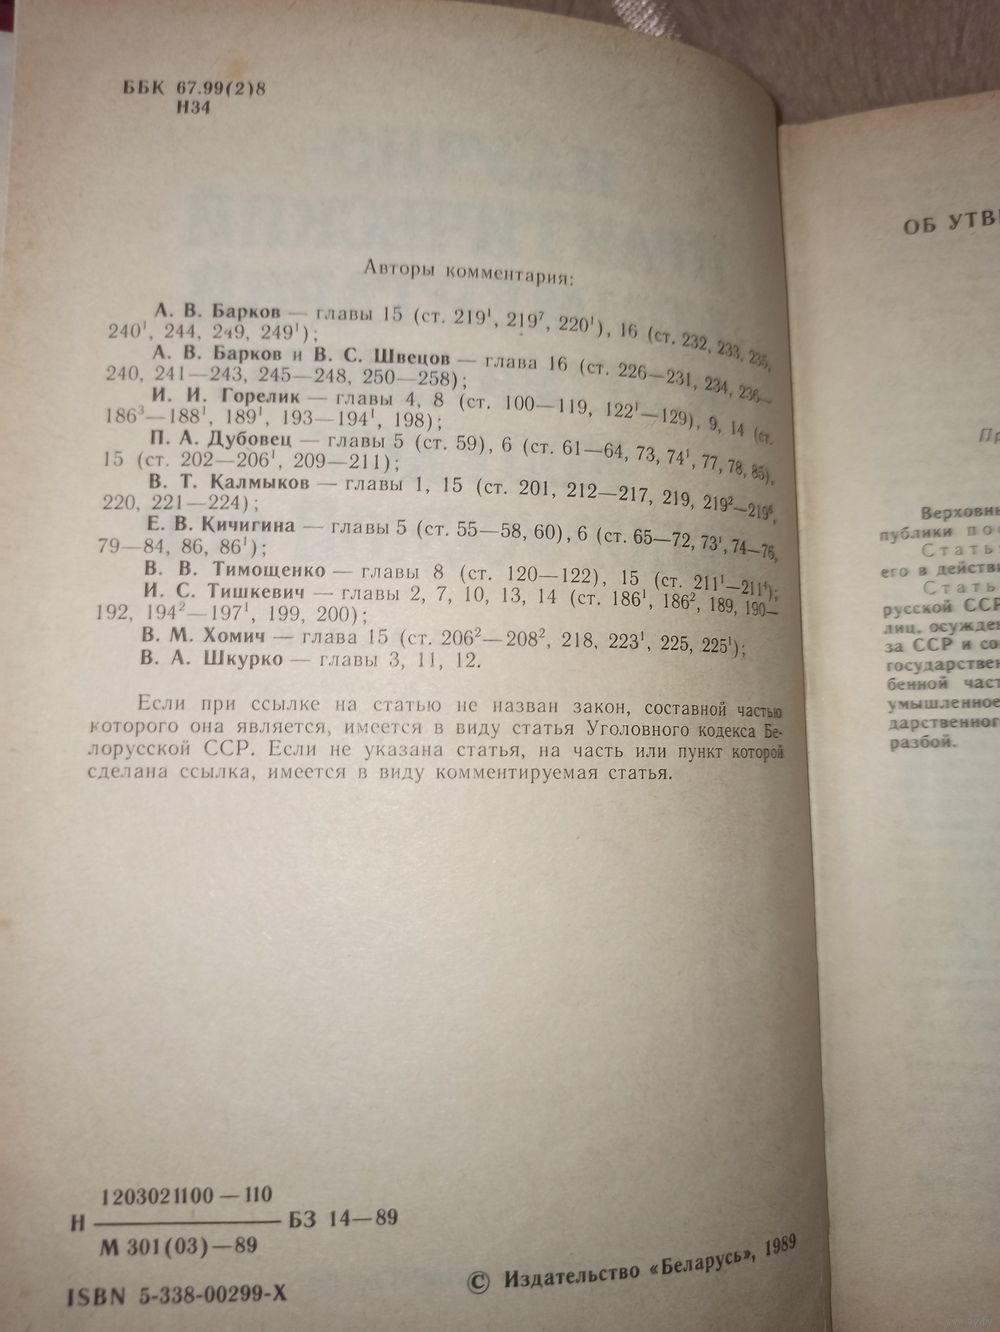 ББК 67.99(2)8
Н34
Авторы комментария:
А. В. Барков — главы 15 (ст. 219¹, 219⁷, 220¹), 16 (ст. 232, 233, 235,
240¹, 244, 249, 249¹);
А. В. Барков и В. С. Швецов — глава 16 (ст. 226—231, 234, 236—
240, 241—243, 245—248, 250—258);
И. И. Горелик — главы 4, 8 (ст. 100—119, 122¹—129), 9, 14 (ст.
186³—188¹, 189¹, 193—194¹, 198);
П. А. Дубовец — главы 5 (ст. 59), 6 (ст. 61—64, 73, 74¹, 77, 78, 85),
15 (ст. 202—206¹, 209—211);
В. Т. Калмыков — главы 1, 15 (ст. 201, 212—217, 219, 219²—219⁶,
220, 221—224);
Е. В. Кичигина — главы 5 (ст. 55—58, 60), 6 (ст. 65—72, 73¹, 74—76,
79—84, 86, 86¹);
В. В. Тимощенко — главы 8 (ст. 120—122), 15 (ст. 211¹—211⁴);
И. С. Тишкевич — главы 2, 7, 10, 13, 14 (ст. 186¹, 186², 189, 190—
192, 194²—197¹, 199, 200);
В. М. Хомич — глава 15 (ст. 206²—208², 218, 223¹, 225, 225¹);
В. А. Шкурко — главы 3, 11, 12.
Если при ссылке на статью не назван закон, составной частью
которого она является, имеется в виду статья Уголовного кодекса Бе-
лорусской ССР. Если не указана статья, на часть или пункт которой
сделана ссылка, имеется в виду комментируемая статья.
1203021100—110
Н ——— БЗ 14—89
М 301(03)—89
ISBN 5-338-00299-X
© Издательство «Беларусь», 1989
ОБ УТВ
Пр
Верховны
публики пос
Стать
его в действи
Стать
русской ССР
лиц, осужден
за ССР и со
государствен
бенной част
умышленное
дарственног
разбой.